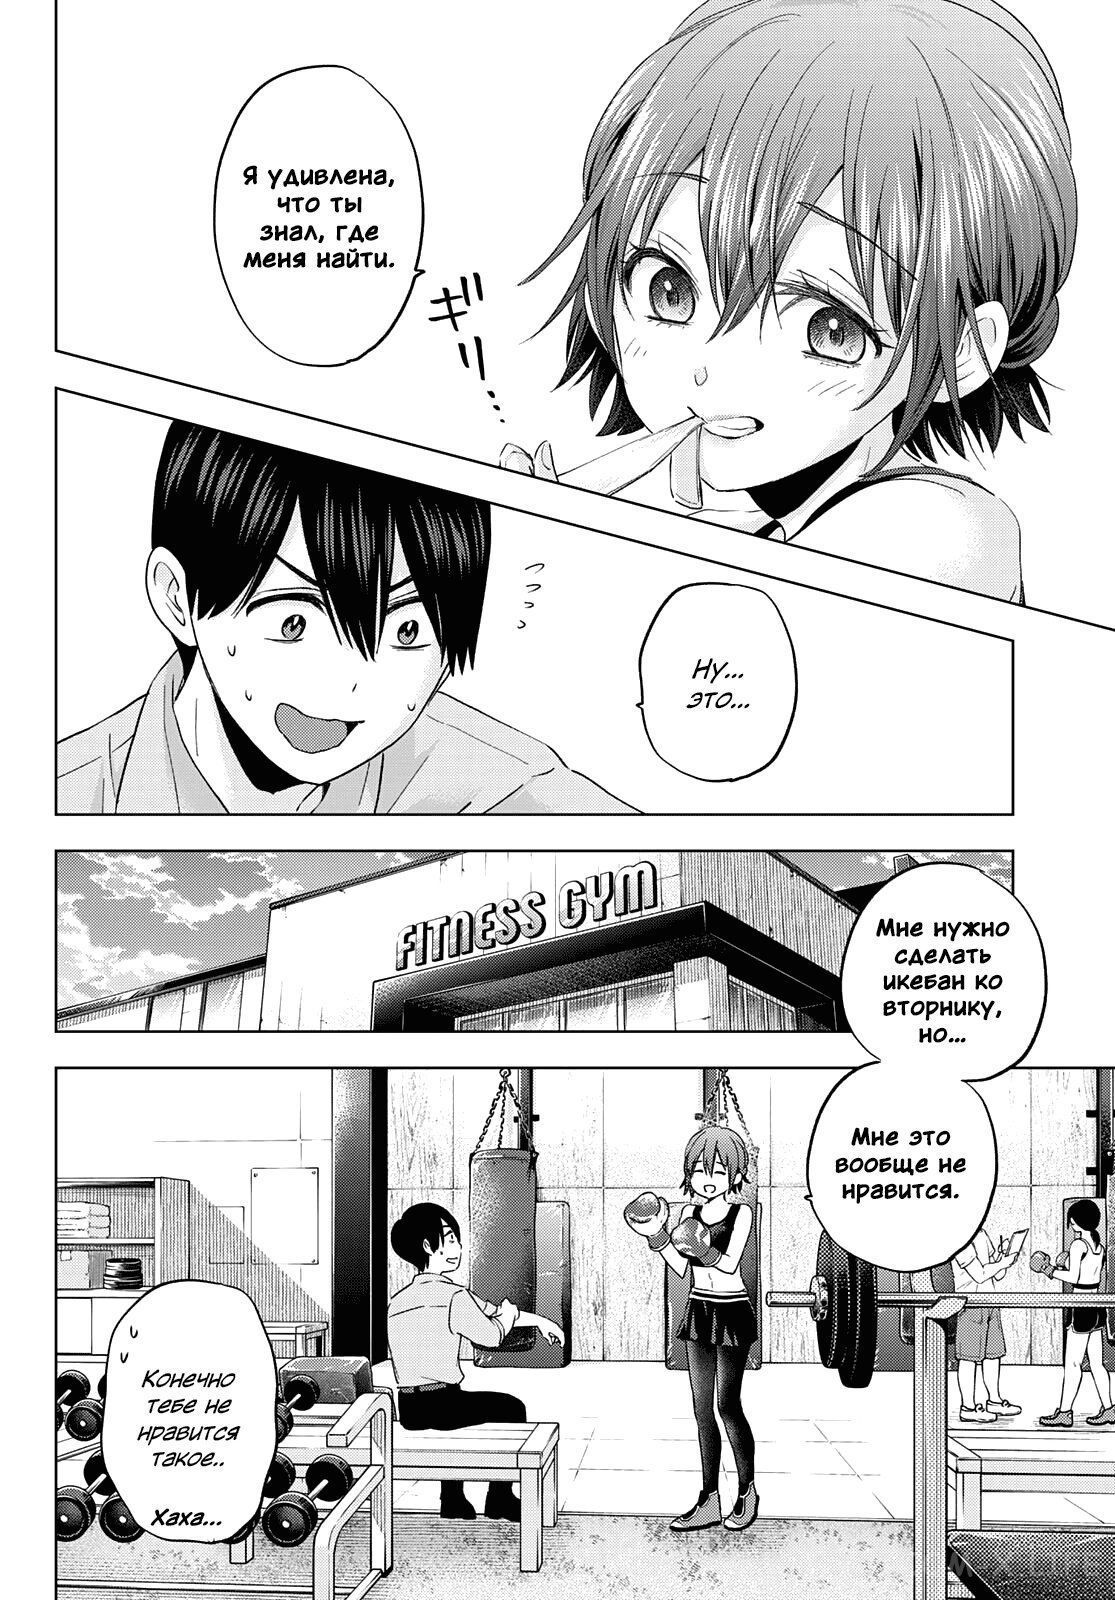 Я удивлена,
что ты
знал, где
меня найти.
ギリ…
Ну...
это...
FITNESS GYM
Мне нужно
сделать
икебан ко
вторнику,
но...
Мне это
вообще не
нравится.
Конечно
тебе не
нравится
такое..
Хаха...